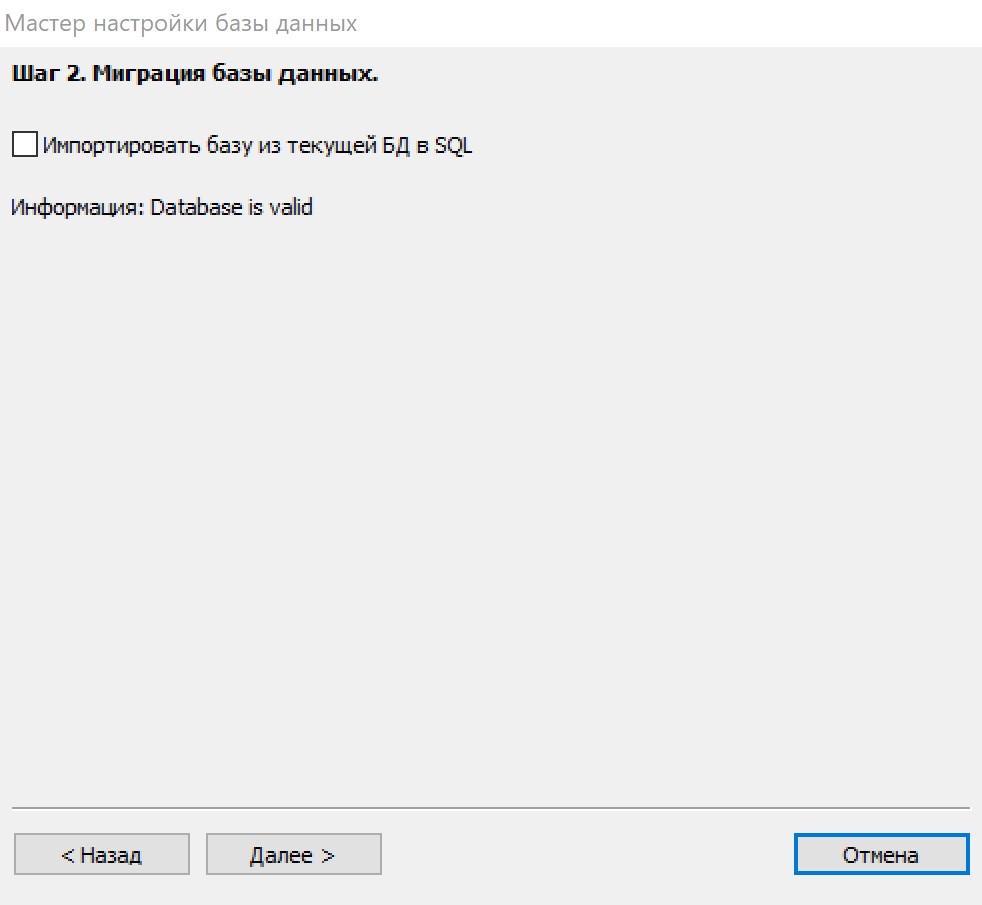 Мастер настройки базы данных
Шаг 2. Миграция базы данных.
Импортировать базу из текущей БД в SQL
Информация: Database is valid
< Назад
Далее >
Отмена